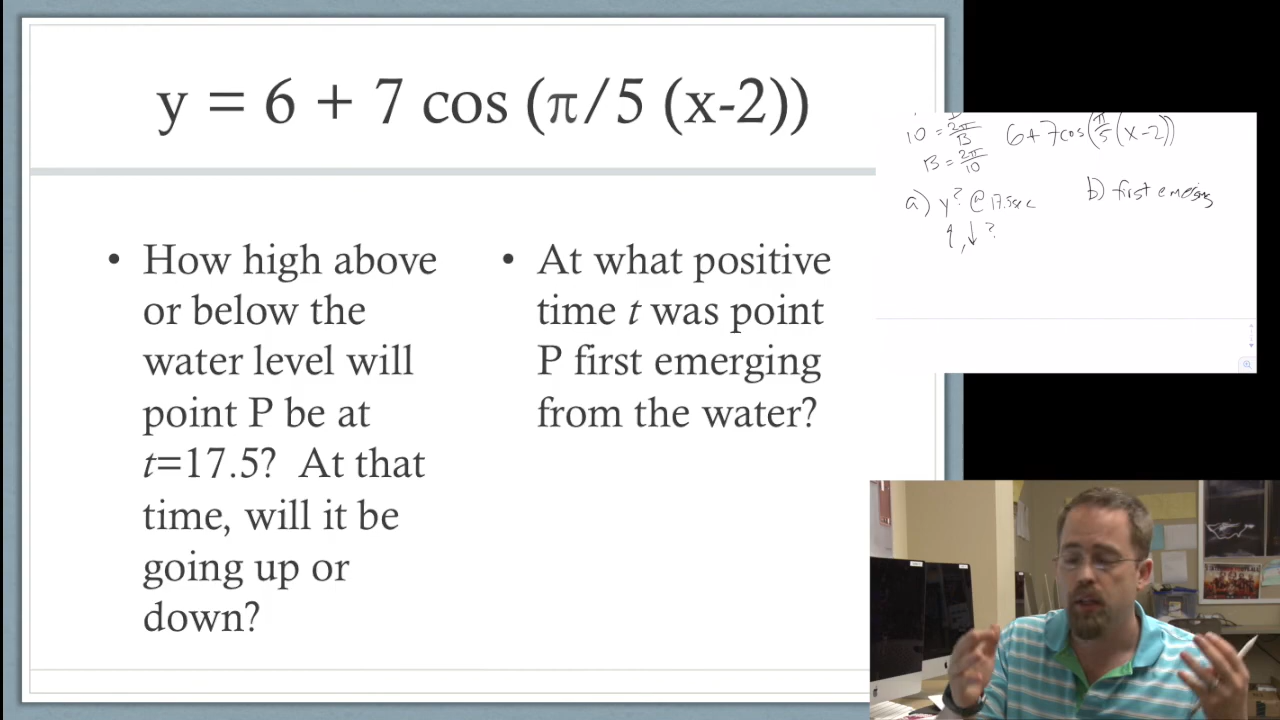 y = 6 + 7 cos (π/5 (x-2))
• How high above
or below the
water level will
point P be at
t=17.5? At that
time, will it be
going up or
down?
• At what positive
time t was point
P first emerging
from the water?
10 = 2π/B
6+7cos(π/5(x-2))
B = 2π/10
a) y? @ 17.5sec
↑, ↓ ?
b) first emerging